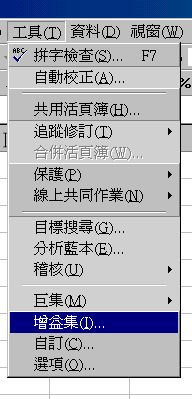 工具(T) 資料(D) 視窗(W)
ABC 拼字檢查(S)... F7
自動校正(A)...
%
共用活頁簿(H)...
追蹤修訂(T)
合併活頁簿(W)...
保護(P)
線上共同作業(N)
目標搜尋(G)...
分析藍本(E)...
稽核(U)
巨集(M)
增益集(I)...
自訂(C)...
選項(O)...